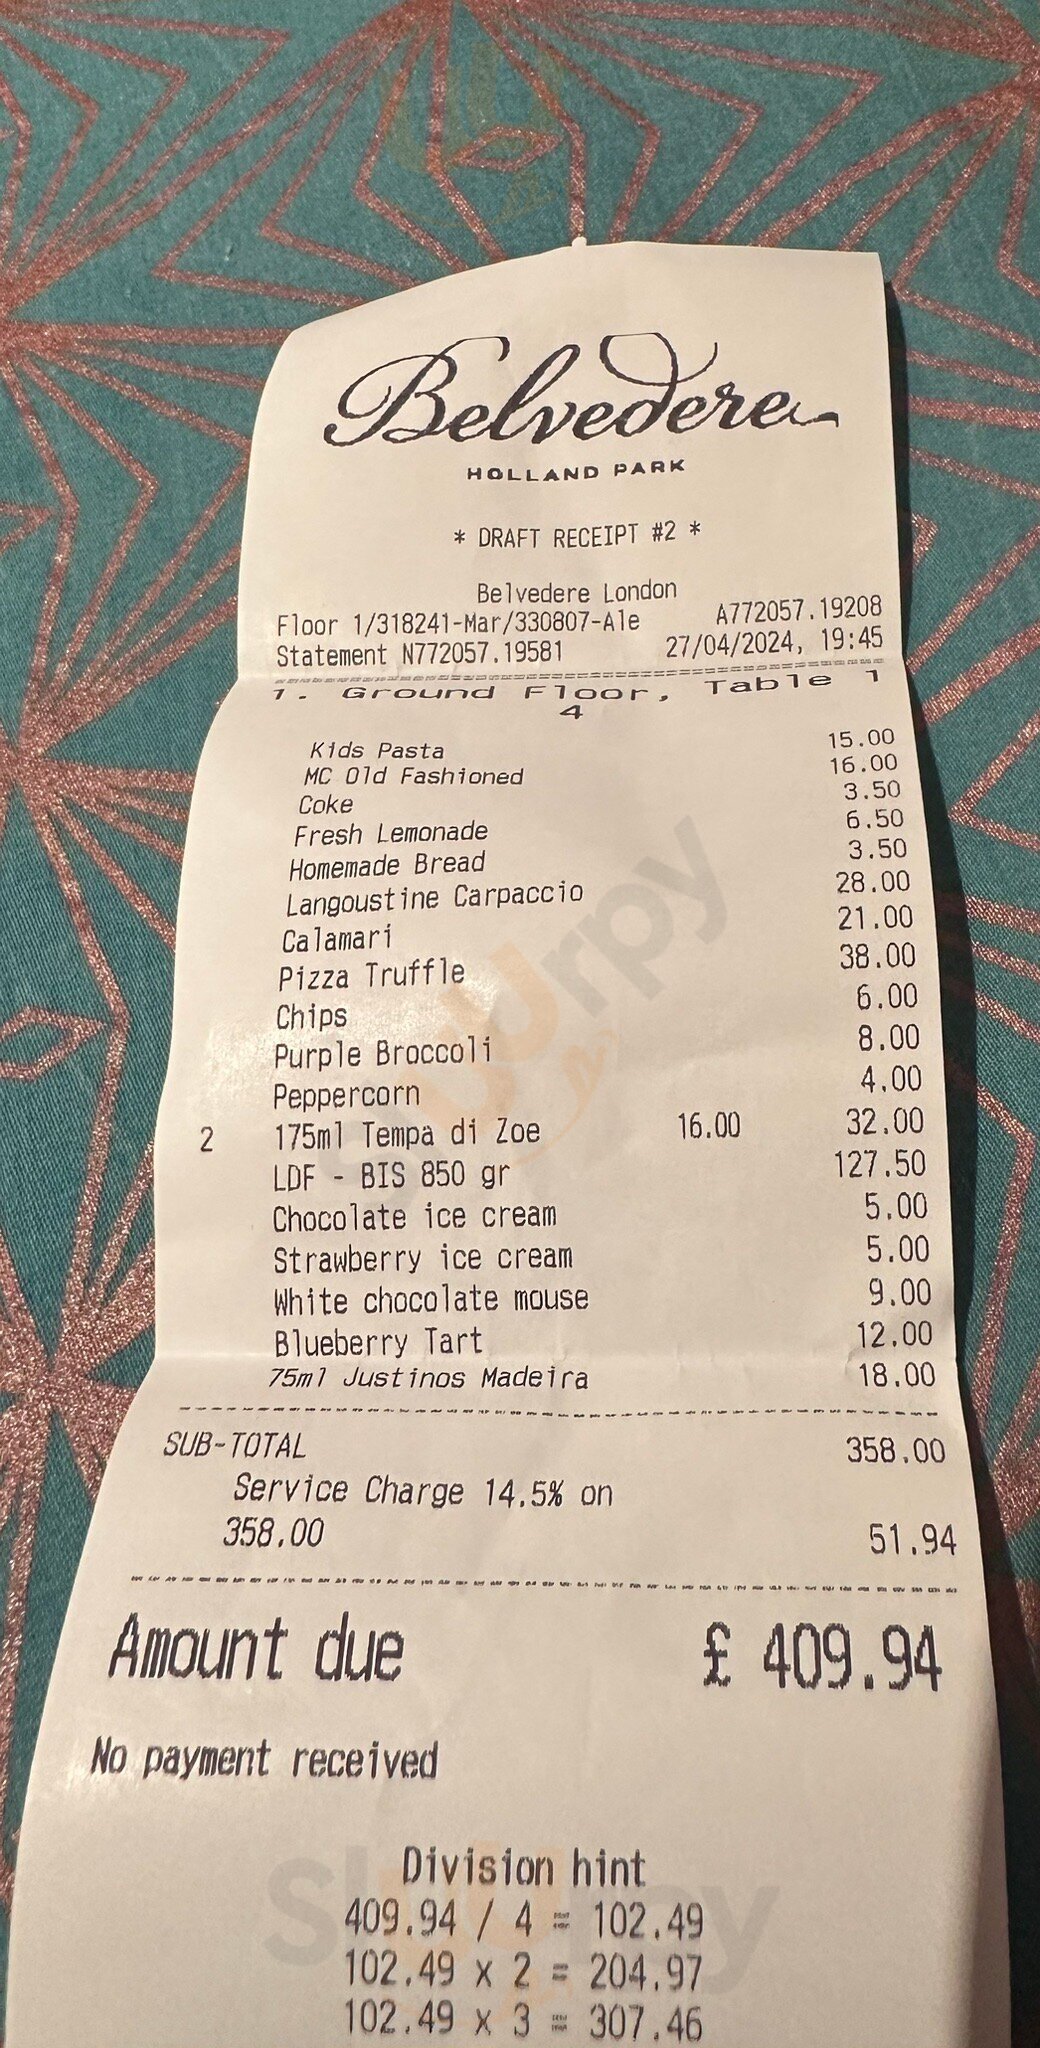 Belvedere
HOLLAND PARK
* DRAFT RECEIPT #2 *
Belvedere London
Floor 1/318241-Mar/330807-Ale A772057.19208
Statement N772057.19581 27/04/2024, 19:45
1. Ground Floor, Table 1
4
Kids Pasta 15.00
MC Old Fashioned 16.00
Coke 3.50
Fresh Lemonade 6.50
Homemade Bread 3.50
Langoustine Carpaccio 28.00
Calamari 21.00
Pizza Truffle 38.00
Chips 6.00
Purple Broccoli 8.00
Peppercorn 4.00
2 175ml Tempa di Zoe 16.00 32.00
LDF - BIS 850 gr 127.50
Chocolate ice cream 5.00
Strawberry ice cream 5.00
White chocolate mouse 9.00
Blueberry Tart 12.00
75ml Justinos Madeira 18.00
SUB-TOTAL 358.00
Service Charge 14.5% on
358.00 51.94
Amount due £ 409.94
No payment received
Division hint
409.94 / 4 = 102.49
102.49 x 2 = 204.97
102.49 x 3 = 307.46
Slurpy
Slurpy